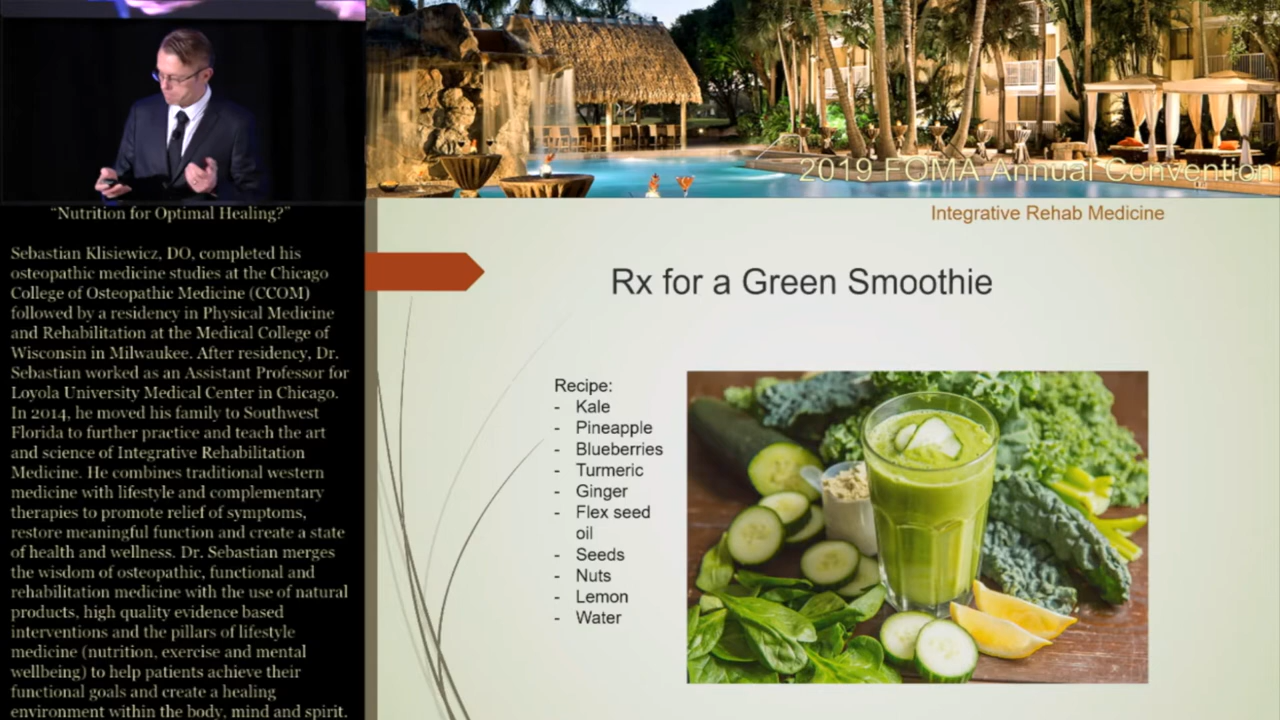 2019 FOMA Annual Convention
"Nutrition for Optimal Healing?"
Sebastian Klisiewicz, DO, completed his
osteopathic medicine studies at the Chicago
College of Osteopathic Medicine (CCOM)
followed by a residency in Physical Medicine
and Rehabilitation at the Medical College of
Wisconsin in Milwaukee. After residency, Dr.
Sebastian worked as an Assistant Professor for
Loyola University Medical Center in Chicago.
In 2014, he moved his family to Southwest
Florida to further practice and teach the art
and science of Integrative Rehabilitation
Medicine. He combines traditional western
medicine with lifestyle and complementary
therapies to promote relief of symptoms,
restore meaningful function and create a state
of health and wellness. Dr. Sebastian merges
the wisdom of osteopathic, functional and
rehabilitation medicine with the use of natural
products, high quality evidence based
interventions and the pillars of lifestyle
medicine (nutrition, exercise and mental
wellbeing) to help patients achieve their
functional goals and create a healing
environment within the body, mind and spirit.
Integrative Rehab Medicine
Rx for a Green Smoothie
Recipe:
- Kale
- Pineapple
- Blueberries
- Turmeric
- Ginger
- Flex seed
oil
- Seeds
- Nuts
- Lemon
- Water